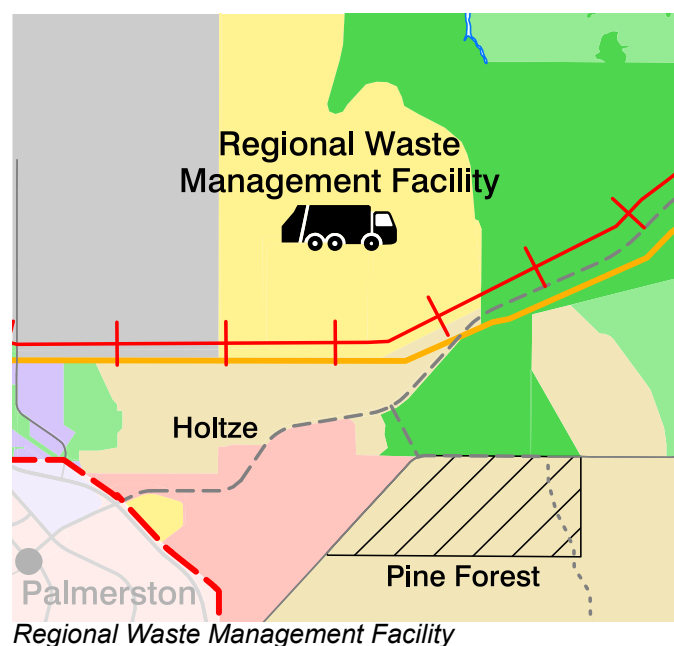 Regional Waste
Management Facility
Holtze
Pine Forest
Palmerston
Regional Waste Management Facility